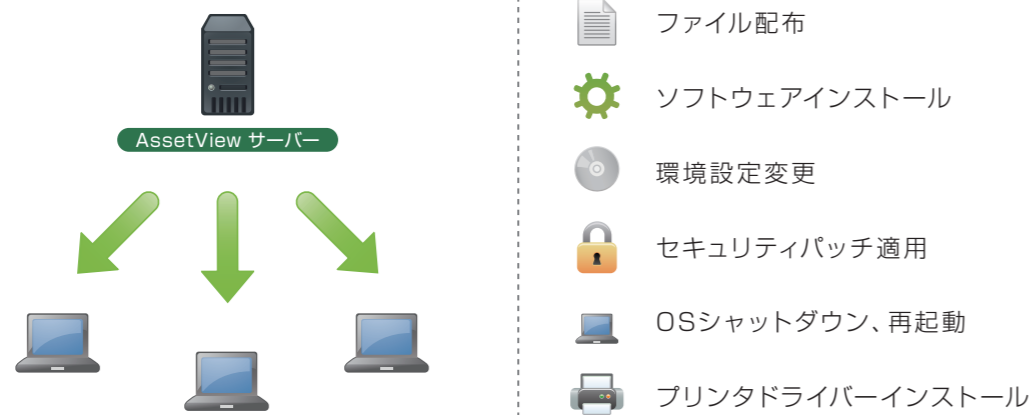 AssetView サーバー
ファイル配布
ソフトウェアインストール
環境設定変更
セキュリティパッチ適用
OSシャットダウン、再起動
プリンタドライバーインストール